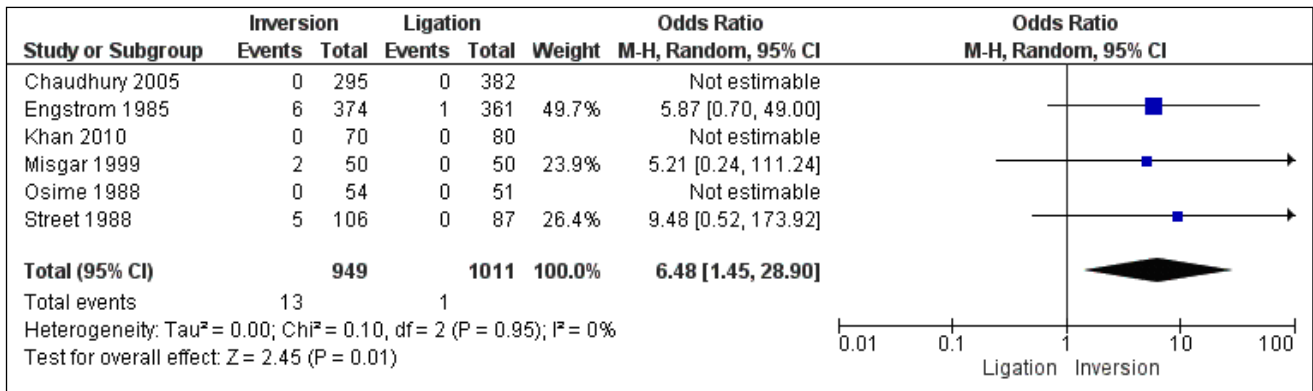 Inversion Ligation Odds Ratio Odds Ratio
Study or Subgroup Events Total Events Total Weight M-H, Random, 95% CI M-H, Random, 95% CI
Chaudhury 2005 0 295 0 382 Not estimable
Engstrom 1985 6 374 1 361 49.7% 5.87 [0.70, 49.00]
Khan 2010 0 70 0 80 Not estimable
Misgar 1999 2 50 0 50 23.9% 5.21 [0.24, 111.24]
Osime 1988 0 54 0 51 Not estimable
Street 1988 5 106 0 87 26.4% 9.48 [0.52, 173.92]
Total (95% CI) 949 1011 100.0% 6.48 [1.45, 28.90]
Total events 13 1
Heterogeneity: Tau² = 0.00; Chi² = 0.10, df = 2 (P = 0.95); I² = 0%
Test for overall effect: Z = 2.45 (P = 0.01)
0.01 0.1 1 10 100
Ligation Inversion